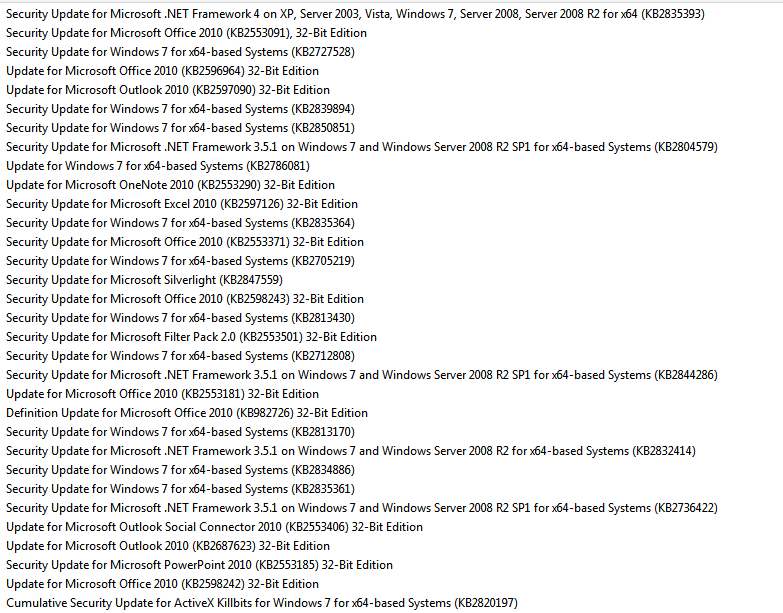 Security Update for Microsoft .NET Framework 4 on XP, Server 2003, Vista, Windows 7, Server 2008, Server 2008 R2 for x64 (KB2835393)
Security Update for Microsoft Office 2010 (KB2553091), 32-Bit Edition
Security Update for Windows 7 for x64-based Systems (KB2727528)
Update for Microsoft Office 2010 (KB2596964) 32-Bit Edition
Update for Microsoft Outlook 2010 (KB2597090) 32-Bit Edition
Security Update for Windows 7 for x64-based Systems (KB2839894)
Security Update for Windows 7 for x64-based Systems (KB2850851)
Security Update for Microsoft .NET Framework 3.5.1 on Windows 7 and Windows Server 2008 R2 SP1 for x64-based Systems (KB2804579)
Update for Windows 7 for x64-based Systems (KB2786081)
Update for Microsoft OneNote 2010 (KB2553290) 32-Bit Edition
Security Update for Microsoft Excel 2010 (KB2597126) 32-Bit Edition
Security Update for Windows 7 for x64-based Systems (KB2835364)
Security Update for Microsoft Office 2010 (KB2553371) 32-Bit Edition
Security Update for Windows 7 for x64-based Systems (KB2705219)
Security Update for Microsoft Silverlight (KB2847559)
Security Update for Microsoft Office 2010 (KB2598243) 32-Bit Edition
Security Update for Windows 7 for x64-based Systems (KB2813430)
Security Update for Microsoft Filter Pack 2.0 (KB2553501) 32-Bit Edition
Security Update for Windows 7 for x64-based Systems (KB2712808)
Security Update for Microsoft .NET Framework 3.5.1 on Windows 7 and Windows Server 2008 R2 SP1 for x64-based Systems (KB2844286)
Update for Microsoft Office 2010 (KB2553181) 32-Bit Edition
Definition Update for Microsoft Office 2010 (KB982726) 32-Bit Edition
Security Update for Windows 7 for x64-based Systems (KB2813170)
Security Update for Microsoft .NET Framework 3.5.1 on Windows 7 and Windows Server 2008 R2 for x64-based Systems (KB2832414)
Security Update for Windows 7 for x64-based Systems (KB2834886)
Security Update for Windows 7 for x64-based Systems (KB2835361)
Security Update for Microsoft .NET Framework 3.5.1 on Windows 7 and Windows Server 2008 R2 SP1 for x64-based Systems (KB2736422)
Update for Microsoft Outlook Social Connector 2010 (KB2553406) 32-Bit Edition
Update for Microsoft Outlook 2010 (KB2687623) 32-Bit Edition
Security Update for Microsoft PowerPoint 2010 (KB2553185) 32-Bit Edition
Update for Microsoft Office 2010 (KB2598242) 32-Bit Edition
Cumulative Security Update for ActiveX Killbits for Windows 7 for x64-based Systems (KB2820197)